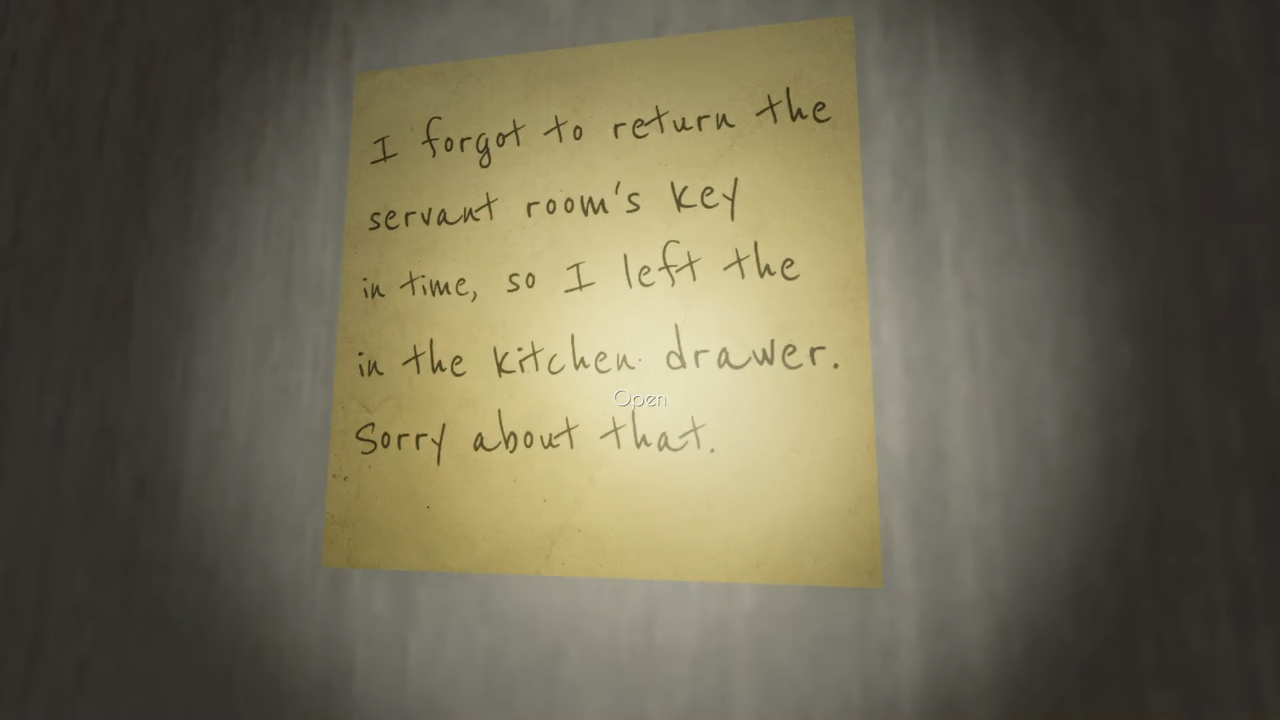 I forgot to return the
servant room's key
in time, so I left the
in the kitchen drawer.
Open
Sorry about that.